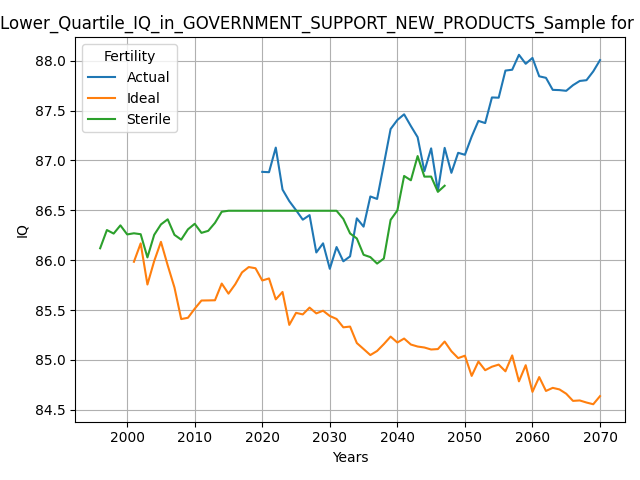 Lower_Quartile_IQ_in_GOVERNMENT_SUPPORT_NEW_PRODUCTS_Sample for
Fertility
Actual
Ideal
Sterile
IQ
88.0
87.5
87.0
86.5
86.0
85.5
85.0
84.5
2000 2010 2020 2030 2040 2050 2060 2070
Years